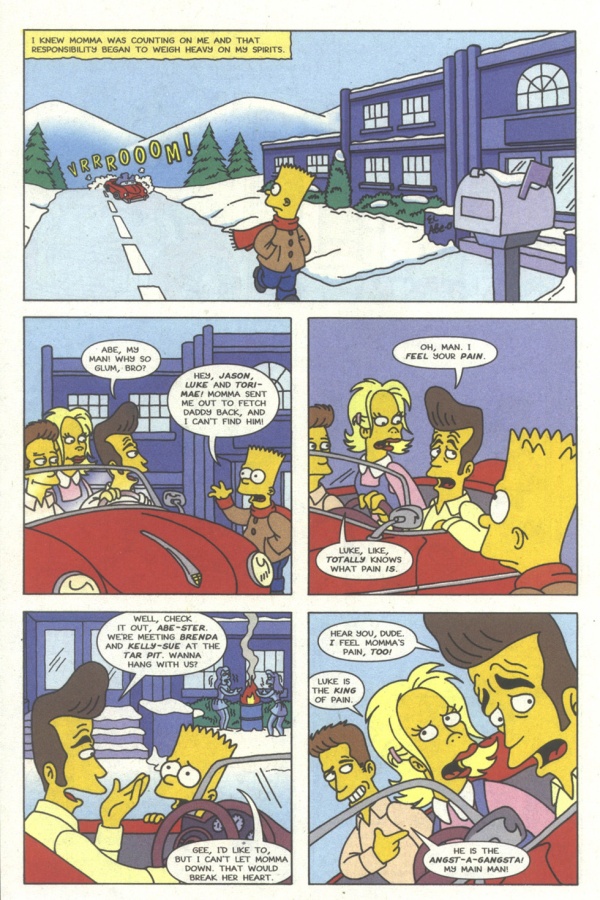 I KNEW MOMMA WAS COUNTING ON ME AND THAT
RESPONSIBILITY BEGAN TO WEIGH HEAVY ON MY SPIRITS.
VRRROOOM!
ABE, MY
MAN! WHY SO
GLUM, BRO?
HEY, JASON,
LUKE AND TORI-
MAE! MOMMA SENT
ME OUT TO FETCH
DADDY BACK, AND
I CAN'T FIND HIM!
OH, MAN. I
FEEL YOUR PAIN.
LUKE, LIKE,
TOTALLY KNOWS
WHAT PAIN IS.
WELL, CHECK
IT OUT, ABE-STER.
WE'RE MEETING BRENDA
AND KELLY-SUE AT THE
TAR PIT. WANNA
HANG WITH US?
GEE, I'D LIKE TO,
BUT I CAN'T LET MOMMA
DOWN. THAT WOULD
BREAK HER HEART.
HEAR YOU, DUDE.
I FEEL MOMMA'S
PAIN, TOO!
LUKE IS
THE KING
OF PAIN.
HE IS THE
ANGST-A-GANGSTA!
MY MAIN MAN!